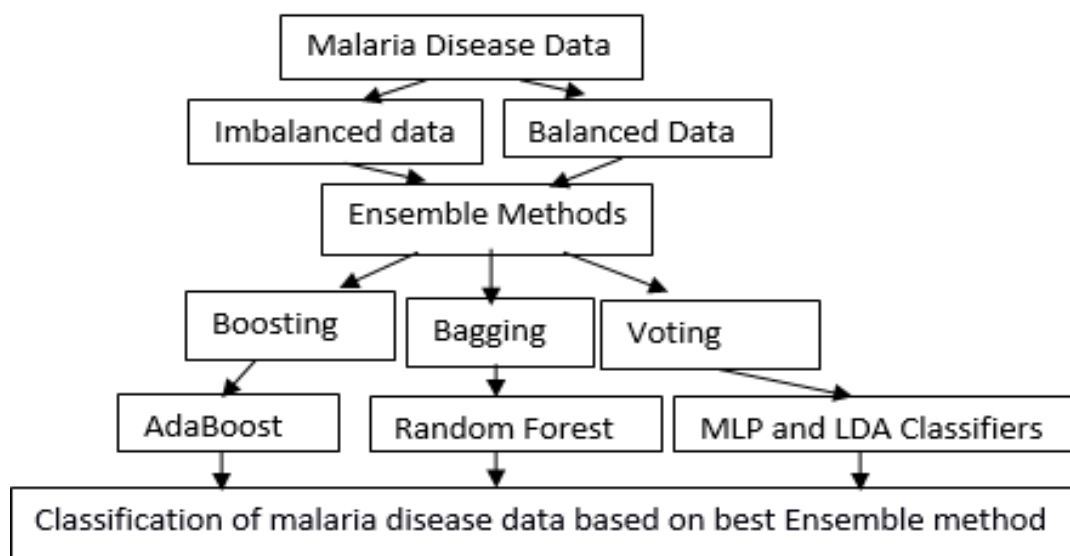 Malaria Disease Data
Imbalanced data
Balanced Data
Ensemble Methods
Boosting
Bagging
Voting
AdaBoost
Random Forest
MLP and LDA Classifiers
Classification of malaria disease data based on best Ensemble method